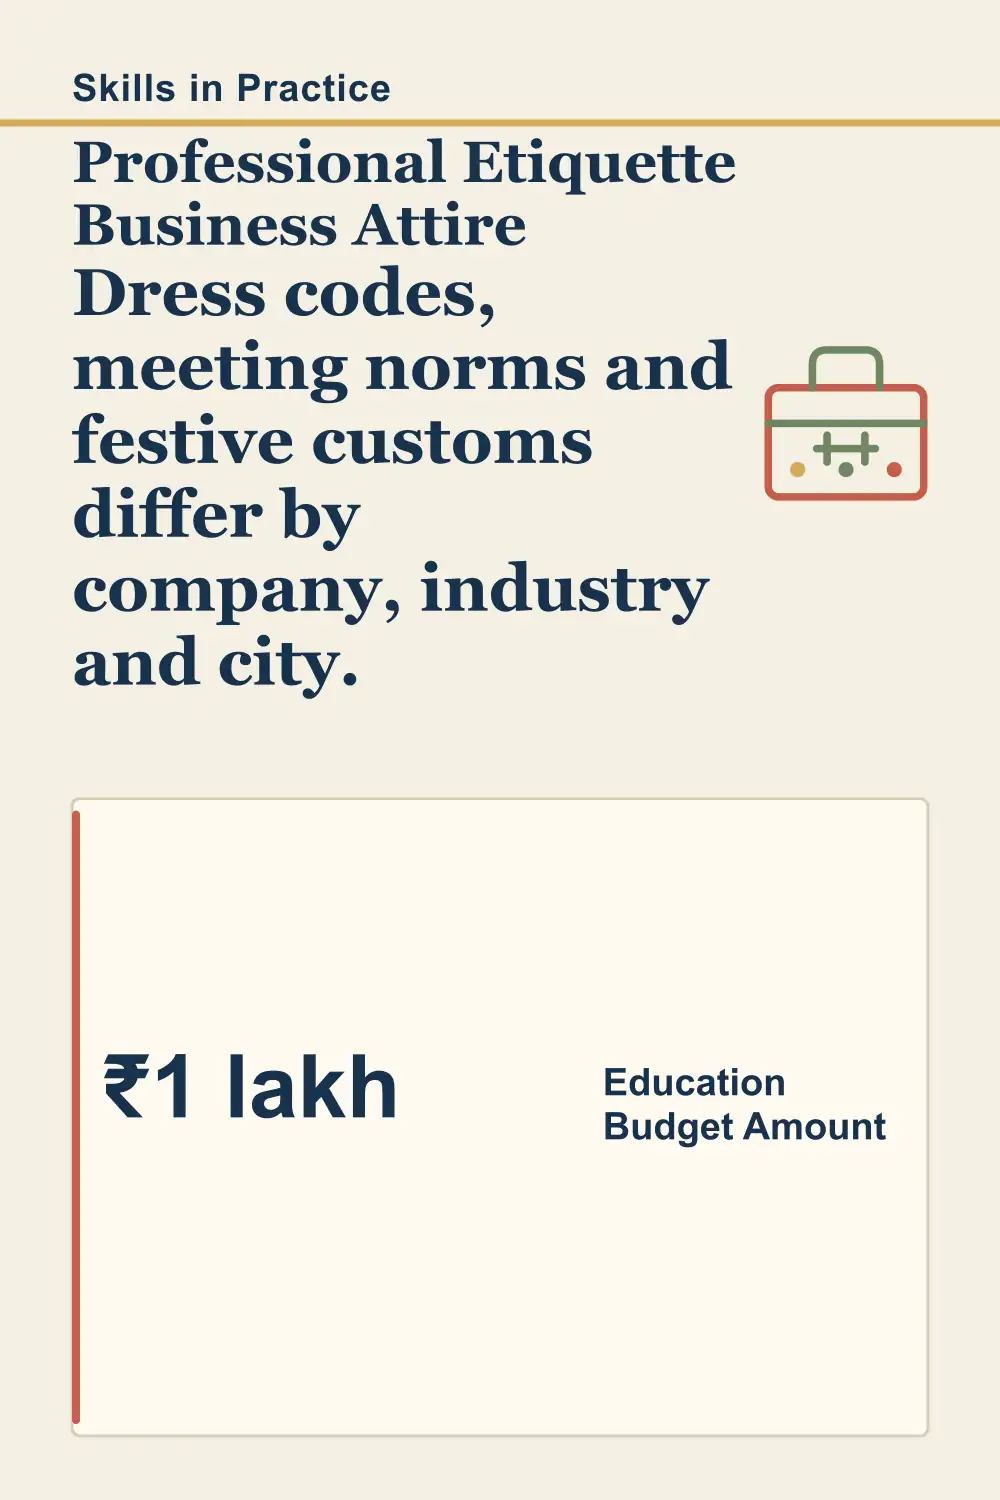 Skills in Practice
Professional Etiquette
Business Attire
Dress codes,
meeting norms and
festive customs
differ by
company, industry
and city.
₹1 lakh
Education
Budget Amount